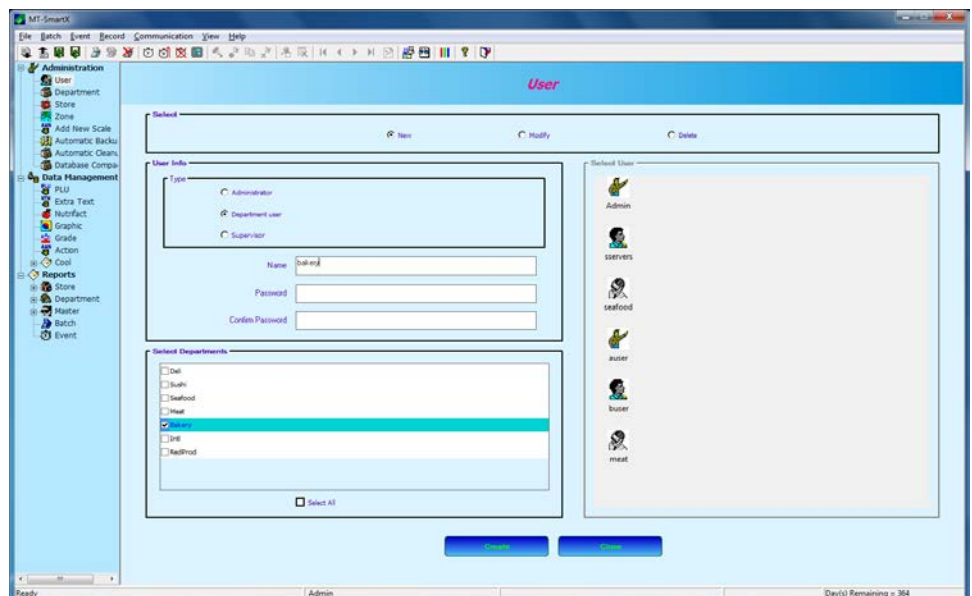 MT-SmartX
File Batch Event Record Communication View Help
Administration
User
Department
Store
Zone
Add New Scale
Automatic Backu
Automatic Cleanu
Database Compa
Data Management
PLU
Extra Text
Nutrifact
Graphic
Grade
Action
Cool
Reports
Store
Department
Master
Batch
Event
User
Select
New Modify Delete
User Info
Type
Administrator
Department user
Supervisor
Name bakery
Password
Confirm Password
Select Departments
Deli
Sushi
Seafood
Meat
Bakery
Intl
RedProd
Select All
Select User
Admin
sservers
seafood
auser
buser
meat
Create Close
Ready Admin Day(s) Remaining = 364